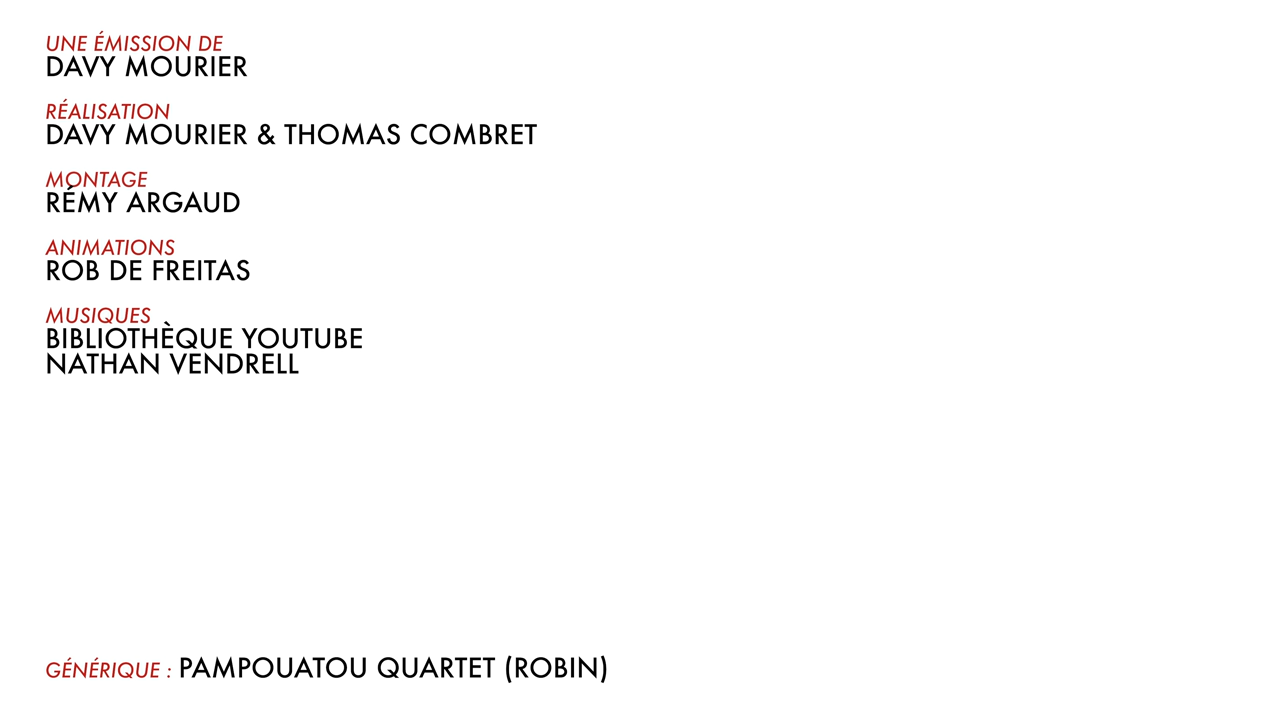 UNE ÉMISSION DE
DAVY MOURIER
RÉALISATION
DAVY MOURIER & THOMAS COMBRET
MONTAGE
RÉMY ARGAUD
ANIMATIONS
ROB DE FREITAS
MUSIQUES
BIBLIOTHÈQUE YOUTUBE
NATHAN VENDRELL
GÉNÉRIQUE : PAMPOUATOU QUARTET (ROBIN)